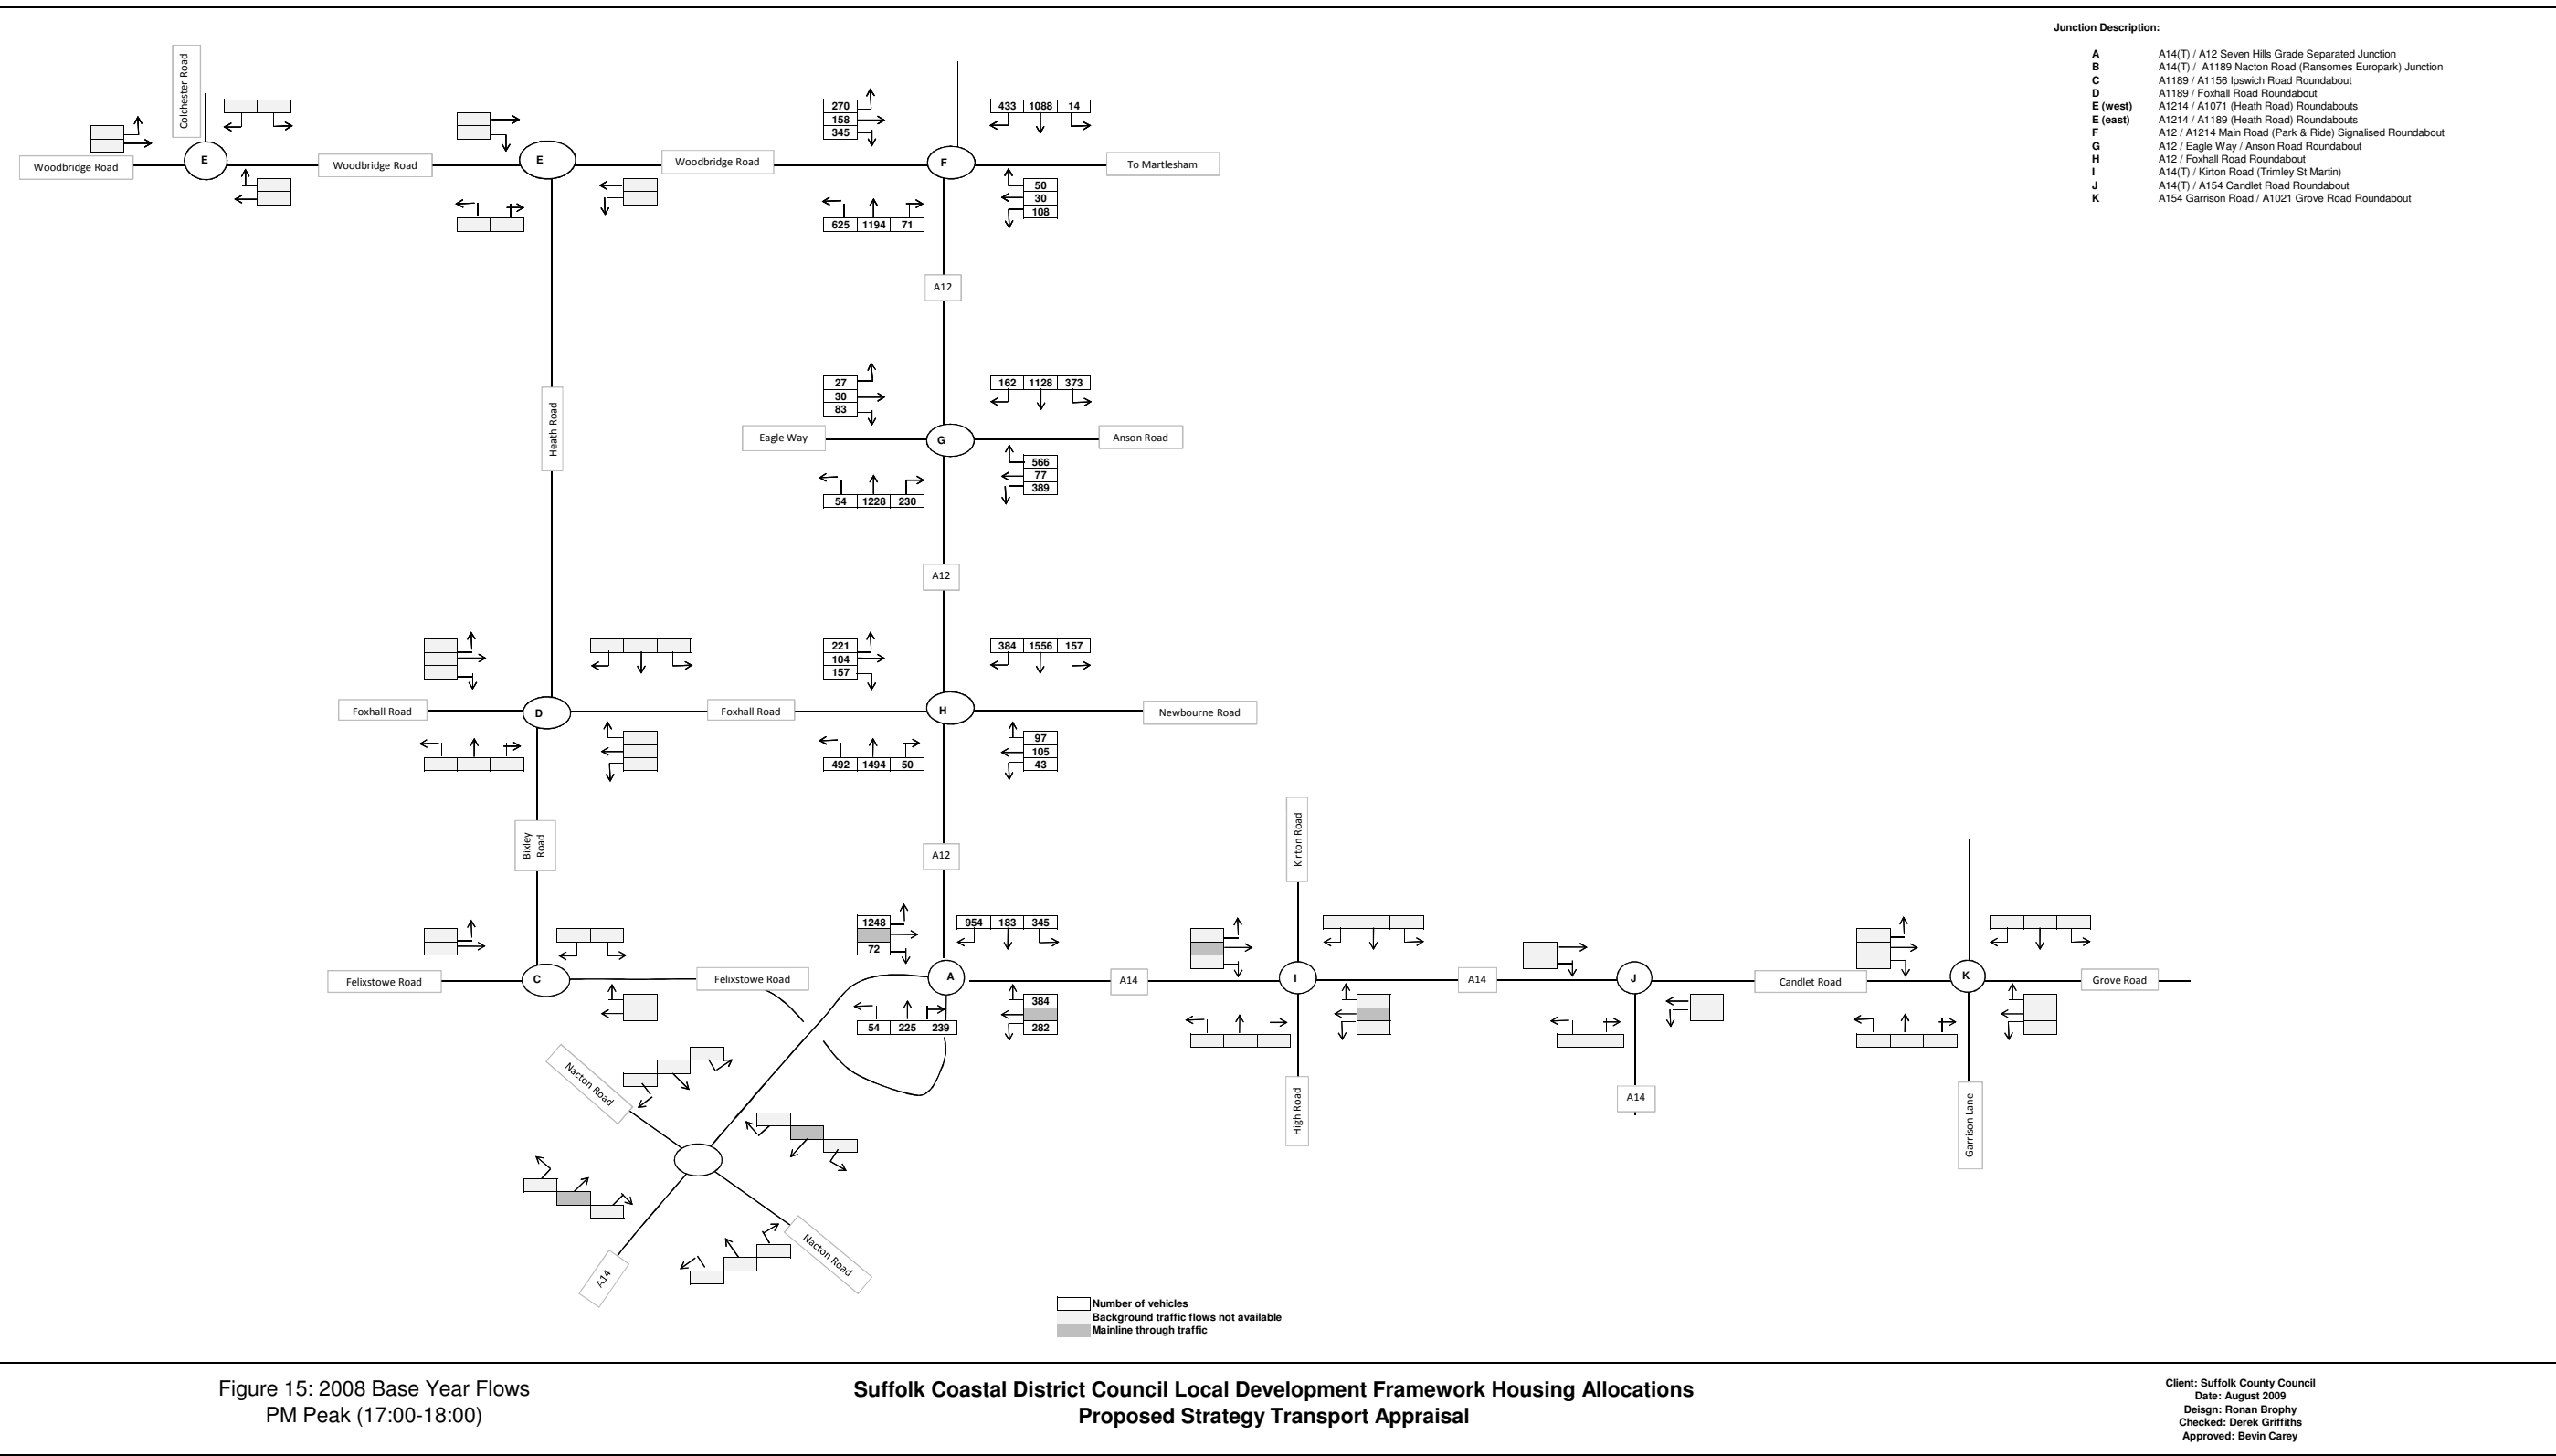 Junction Description:
A A14(T) / A12 Seven Hills Grade Separated Junction
B A14(T) / A1189 Nacton Road (Ransomes Europark) Junction
C A1189 / A1156 Ipswich Road Roundabout
D A1189 / Foxhall Road Roundabout
E (west) A1214 / A1071 (Heath Road) Roundabouts
E (east) A1214 / A1189 (Heath Road) Roundabouts
F A12 / A1214 Main Road (Park & Ride) Signalised Roundabout
G A12 / Eagle Way / Anson Road Roundabout
H A12 / Foxhall Road Roundabout
I A14(T) / Kirton Road (Trimley St Martin)
J A14(T) / A154 Candlet Road Roundabout
K A154 Garrison Road / A1021 Grove Road Roundabout
Colchester Road
270
158
345
433 1088 14
Woodbridge Road
E
Woodbridge Road
E
Woodbridge Road
F
To Martlesham
625 1194 71
50
30
108
A12
Heath Road
27
30
83
162 1128 373
Eagle Way
G
Anson Road
54 1228 230
566
77
389
A12
221
104
157
384 1556 157
Foxhall Road
D
Foxhall Road
H
Newbourne Road
492 1494 50
97
105
43
Bixley
Road
A12
Kirton Road
1248
72
954 183 345
Felixstowe Road
C
Felixstowe Road
A
A14
I
A14
J
Candlet Road
K
Grove Road
54 225 239
384
282
Nacton Road
High Road
A14
Garrison Lane
Nacton Road
A14
Number of vehicles
Background traffic flows not available
Mainline through traffic
Figure 15: 2008 Base Year Flows
PM Peak (17:00-18:00)
Suffolk Coastal District Council Local Development Framework Housing Allocations
Proposed Strategy Transport Appraisal
Client: Suffolk County Council
Date: August 2009
Deisgn: Ronan Brophy
Checked: Derek Griffiths
Approved: Bevin Carey